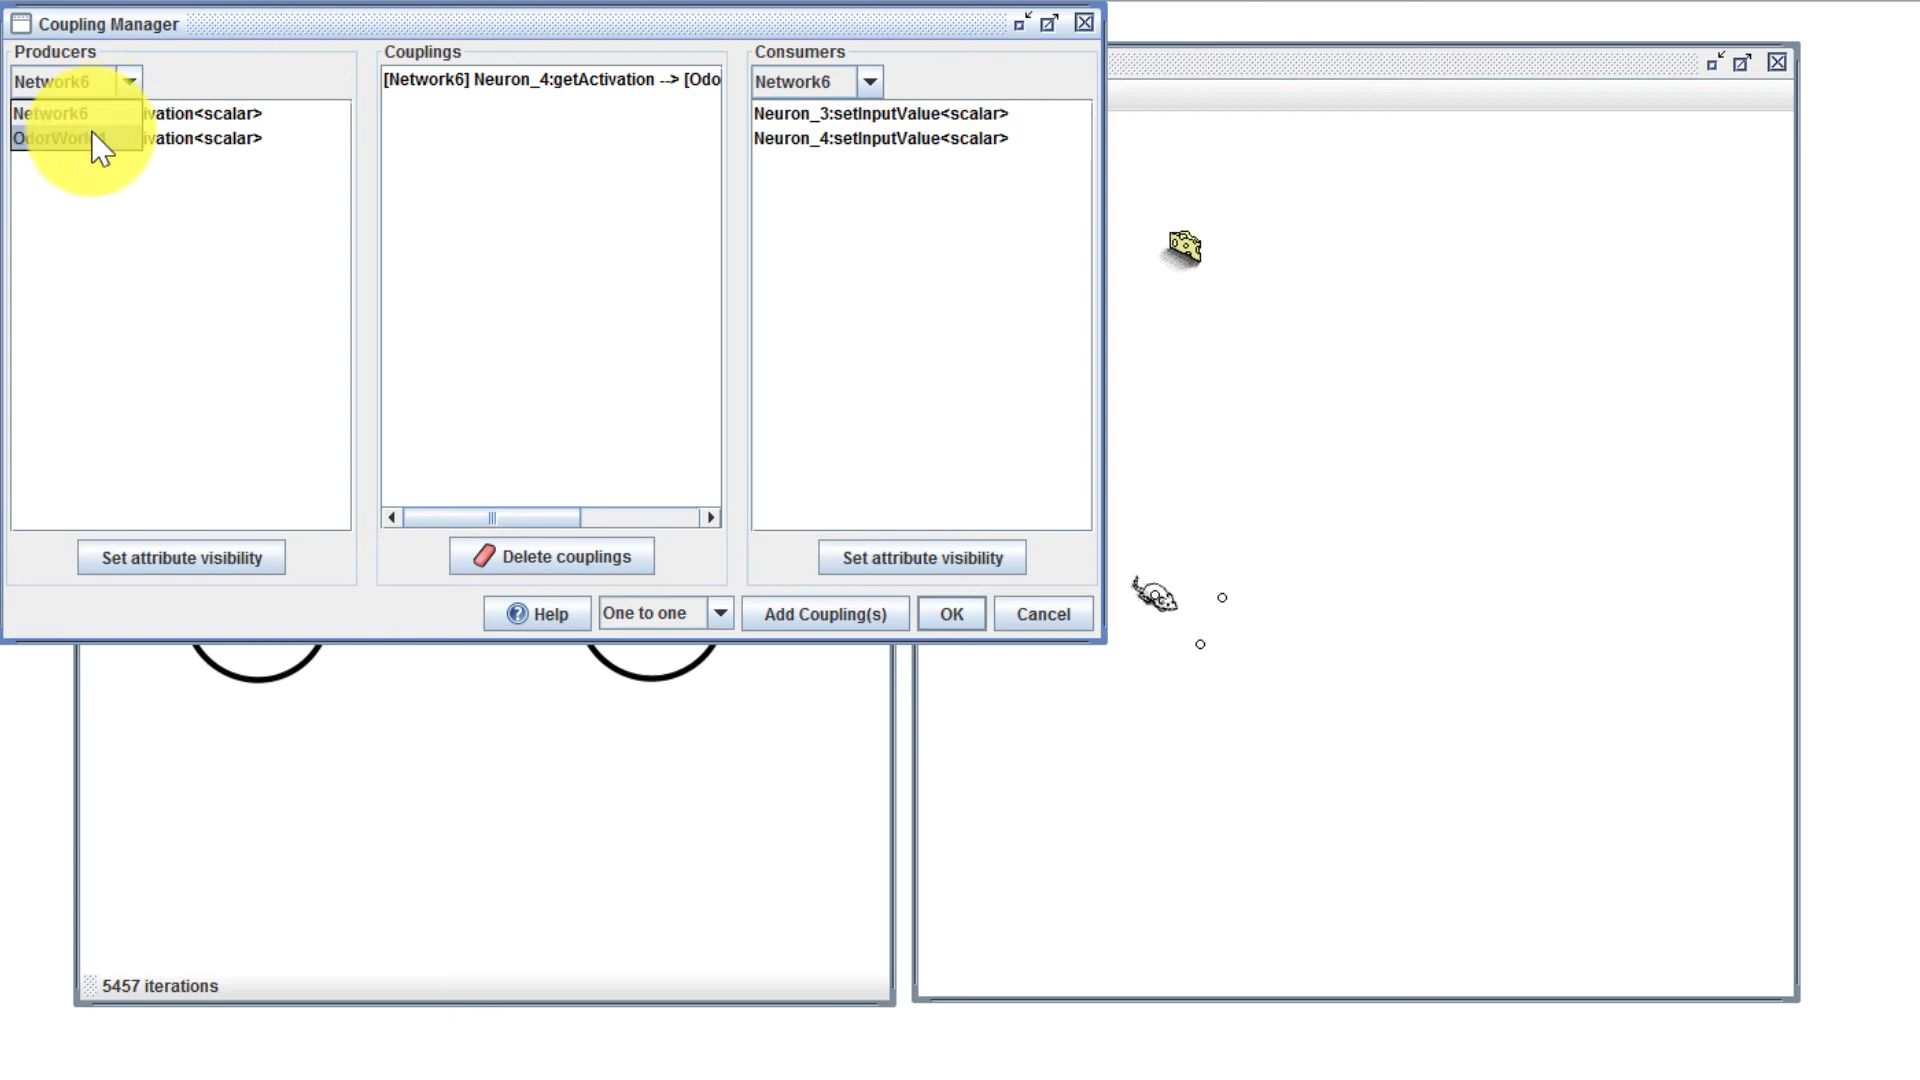 Coupling Manager
Producers
Couplings
Consumers
Network6
[Network6] Neuron_4:getActivation --> [Odo
Network6
Network6
ivation<scalar>
Neuron_3:setInputValue<scalar>
ivation<scalar>
Neuron_4:setInputValue<scalar>
Set attribute visibility
Delete couplings
Set attribute visibility
Help
One to one
Add Coupling(s)
OK
Cancel
5457 iterations